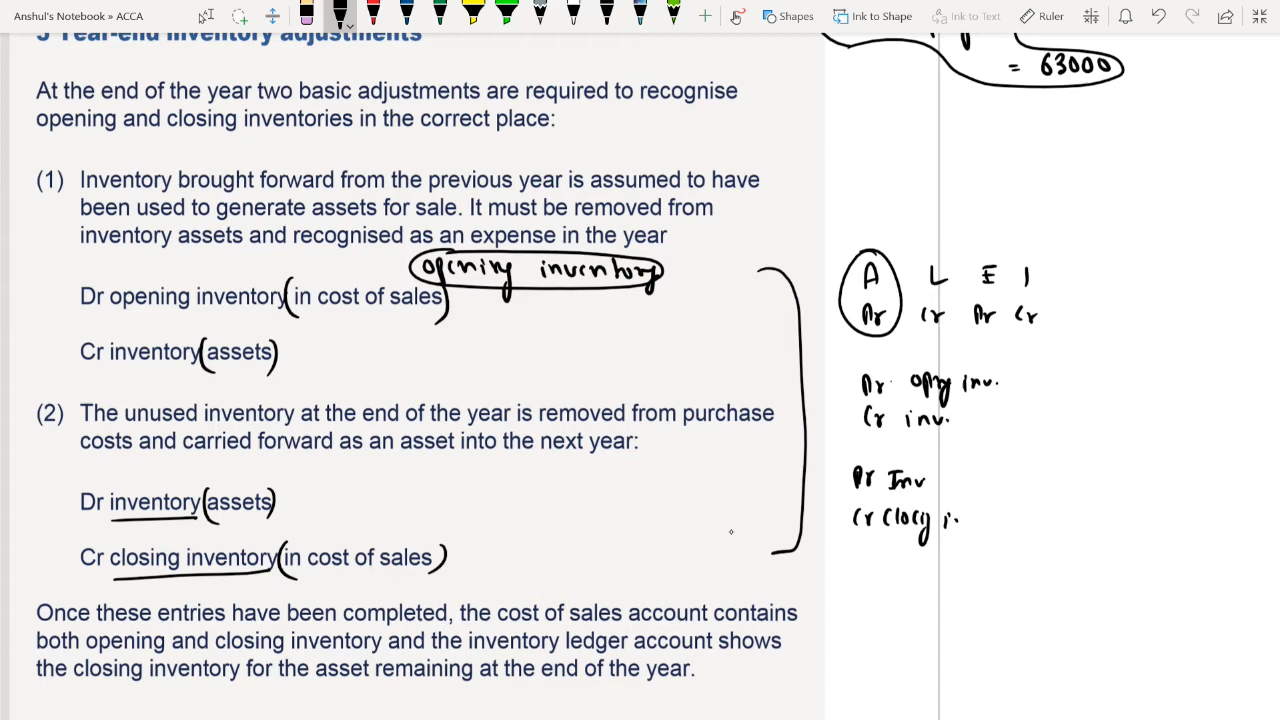 Anshul's Notebook » ACCA
Shapes Ink to Shape Ink to Text Ruler
3 Year-end inventory adjustments
= 63000
At the end of the year two basic adjustments are required to recognise
opening and closing inventories in the correct place:
(1) Inventory brought forward from the previous year is assumed to have
been used to generate assets for sale. It must be removed from
inventory assets and recognised as an expense in the year
opening inventory
Dr opening inventory (in cost of sales)
Cr inventory (assets)
(2) The unused inventory at the end of the year is removed from purchase
costs and carried forward as an asset into the next year:
Dr inventory (assets)
Cr closing inventory (in cost of sales)
Once these entries have been completed, the cost of sales account contains
both opening and closing inventory and the inventory ledger account shows
the closing inventory for the asset remaining at the end of the year.
A L E I
Dr Cr Dr Cr
Dr opng inv.
Cr inv.
Dr Inv
Cr